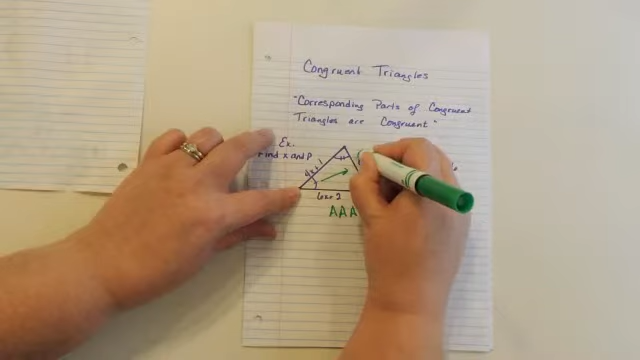 Congruent Triangles
"Corresponding Parts of Congruent
Triangles are Congruent"
Ex.
Find x and P
6x+2
AAA